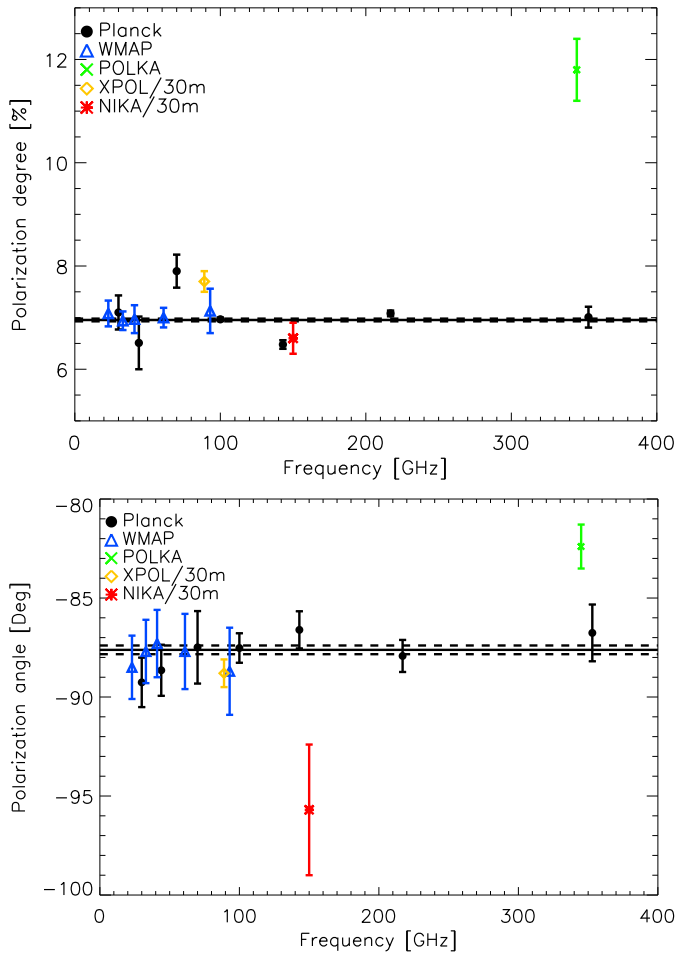 Planck
WMAP
POLKA
XPOL/30m
NIKA/30m
12
10
8
6
0
100
200
300
400
Polarization degree [%]
Frequency [GHz]
-80
Planck
WMAP
POLKA
XPOL/30m
NIKA/30m
-85
-90
-95
-100
0
100
200
300
400
Polarization angle [Deg]
Frequency [GHz]